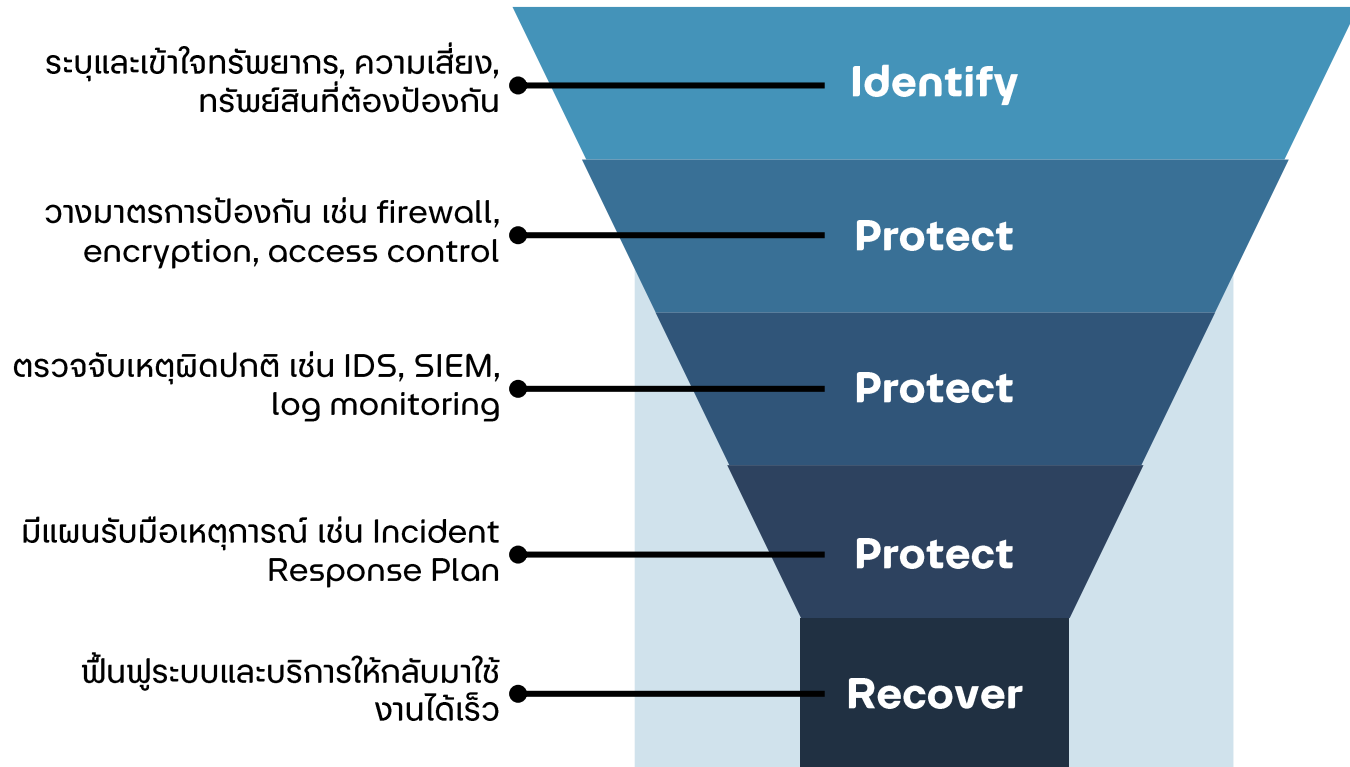 ระบุและเข้าใจทรัพยากร, ความเสี่ยง,
ทรัพย์สินที่ต้องป้องกัน
Identify
วางมาตรการป้องกัน เช่น firewall,
encryption, access control
Protect
ตรวจจับเหตุผิดปกติ เช่น IDS, SIEM,
log monitoring
Protect
มีแผนรับมือเหตุการณ์ เช่น Incident
Response Plan
Protect
ฟื้นฟูระบบและบริการให้กลับมาใช้
งานได้เร็ว
Recover